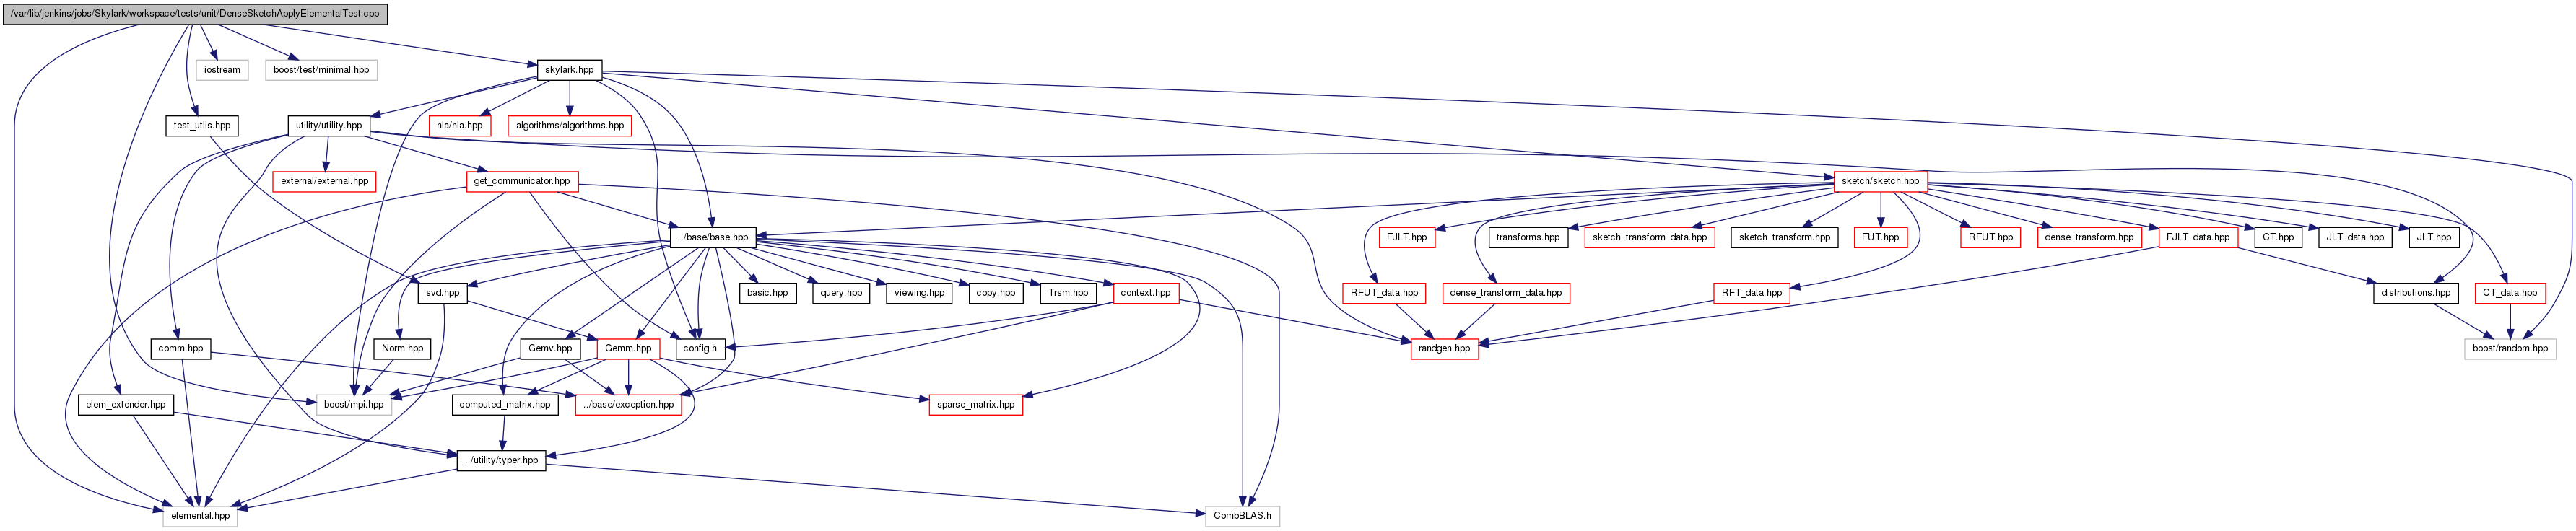 /var/lib/jenkins/jobs/Skylark/workspace/tests/unit/DenseSketchApplyElementalTest.cpp
iostream
boost/test/minimal.hpp
skylark.hpp
test_utils.hpp
utility/utility.hpp
nla/nla.hpp
algorithms/algorithms.hpp
external/external.hpp
get_communicator.hpp
sketch/sketch.hpp
../base/base.hpp
FJLT.hpp
transforms.hpp
sketch_transform_data.hpp
sketch_transform.hpp
FUT.hpp
RFUT.hpp
dense_transform.hpp
FJLT_data.hpp
CT.hpp
JLT_data.hpp
JLT.hpp
svd.hpp
basic.hpp
query.hpp
viewing.hpp
copy.hpp
Trsm.hpp
context.hpp
RFUT_data.hpp
dense_transform_data.hpp
RFT_data.hpp
distributions.hpp
CT_data.hpp
comm.hpp
Norm.hpp
Gemv.hpp
Gemm.hpp
config.h
randgen.hpp
boost/random.hpp
elem_extender.hpp
boost/mpi.hpp
computed_matrix.hpp
../base/exception.hpp
sparse_matrix.hpp
../utility/typer.hpp
elemental.hpp
CombBLAS.h